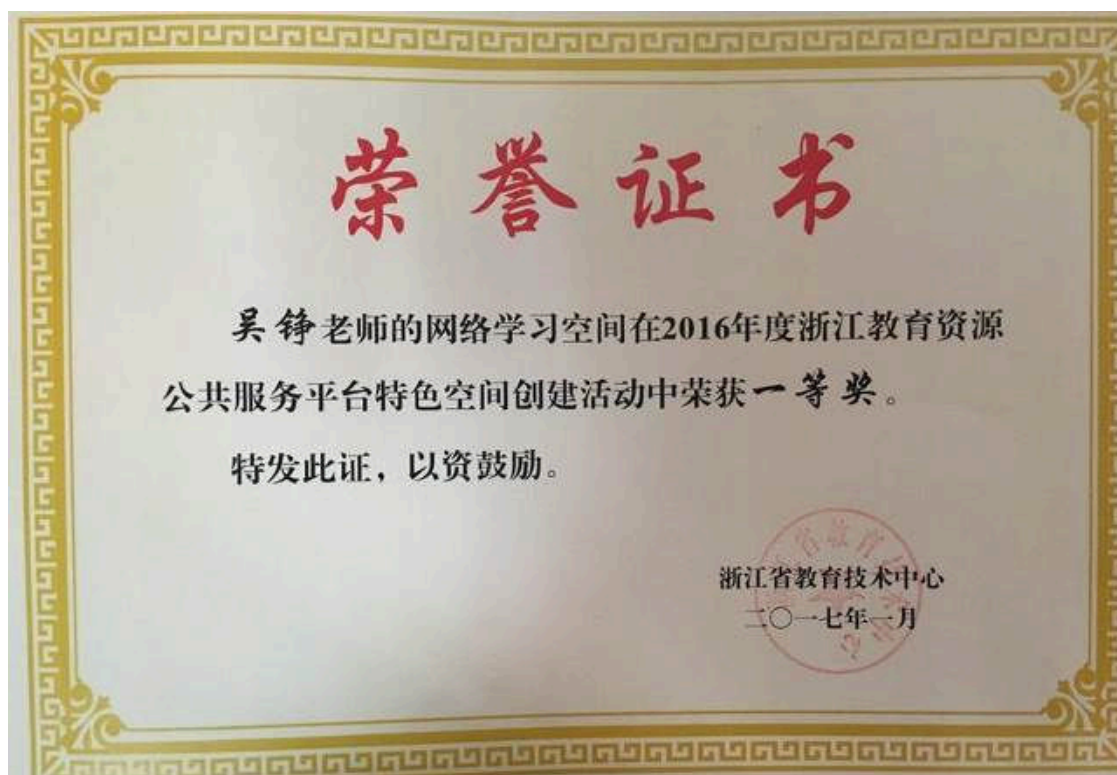 荣誉证书
吴铮老师的网络学习空间在2016年度浙江教育资源
公共服务平台特色空间创建活动中荣获一等奖。
特发此证，以资鼓励。
浙江省教育技术中心
二〇一七年一月